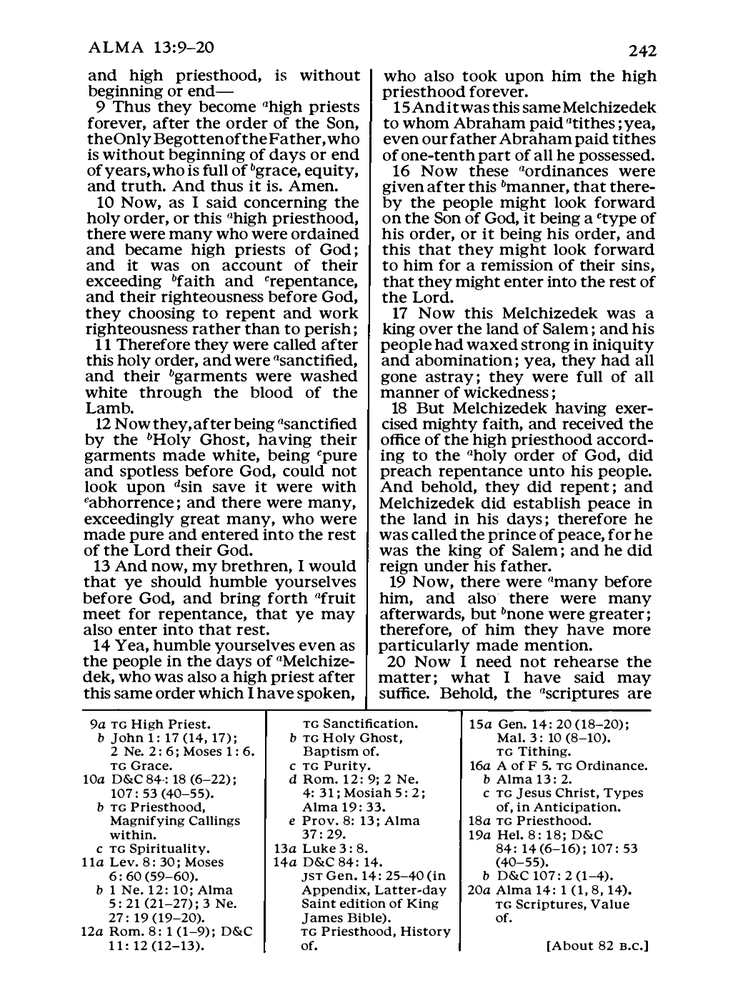 ALMA 13:9–20
242
and high priesthood, is without
beginning or end—
9 Thus they become ᵃhigh priests
forever, after the order of the Son,
the Only Begotten of the Father, who
is without beginning of days or end
of years, who is full of ᵇgrace, equity,
and truth. And thus it is. Amen.
10 Now, as I said concerning the
holy order, or this ᵃhigh priesthood,
there were many who were ordained
and became high priests of God;
and it was on account of their
exceeding ᵇfaith and ᶜrepentance,
and their righteousness before God,
they choosing to repent and work
righteousness rather than to perish;
11 Therefore they were called after
this holy order, and were ᵃsanctified,
and their ᵇgarments were washed
white through the blood of the
Lamb.
12 Now they, after being ᵃsanctified
by the ᵇHoly Ghost, having their
garments made white, being ᶜpure
and spotless before God, could not
look upon ᵈsin save it were with
ᵉabhorrence; and there were many,
exceedingly great many, who were
made pure and entered into the rest
of the Lord their God.
13 And now, my brethren, I would
that ye should humble yourselves
before God, and bring forth ᵃfruit
meet for repentance, that ye may
also enter into that rest.
14 Yea, humble yourselves even as
the people in the days of ᵃMelchize-
dek, who was also a high priest after
this same order which I have spoken,
who also took upon him the high
priesthood forever.
15 And it was this same Melchizedek
to whom Abraham paid ᵃtithes; yea,
even our father Abraham paid tithes
of one-tenth part of all he possessed.
16 Now these ᵃordinances were
given after this ᵇmanner, that there-
by the people might look forward
on the Son of God, it being a ᶜtype of
his order, or it being his order, and
this that they might look forward
to him for a remission of their sins,
that they might enter into the rest of
the Lord.
17 Now this Melchizedek was a
king over the land of Salem; and his
people had waxed strong in iniquity
and abomination; yea, they had all
gone astray; they were full of all
manner of wickedness;
18 But Melchizedek having exer-
cised mighty faith, and received the
office of the high priesthood accord-
ing to the ᵃholy order of God, did
preach repentance unto his people.
And behold, they did repent; and
Melchizedek did establish peace in
the land in his days; therefore he
was called the prince of peace, for he
was the king of Salem; and he did
reign under his father.
19 Now, there were ᵃmany before
him, and also there were many
afterwards, but ᵇnone were greater;
therefore, of him they have more
particularly made mention.
20 Now I need not rehearse the
matter; what I have said may
suffice. Behold, the ᵃscriptures are
9a TG High Priest.
b John 1: 17 (14, 17);
2 Ne. 2: 6; Moses 1: 6.
TG Grace.
10a D&C 84: 18 (6–22);
107: 53 (40–55).
b TG Priesthood,
Magnifying Callings
within.
c TG Spirituality.
11a Lev. 8: 30; Moses
6: 60 (59–60).
b 1 Ne. 12: 10; Alma
5: 21 (21–27); 3 Ne.
27: 19 (19–20).
12a Rom. 8: 1 (1–9); D&C
11: 12 (12–13).
TG Sanctification.
b TG Holy Ghost,
Baptism of.
c TG Purity.
d Rom. 12: 9; 2 Ne.
4: 31; Mosiah 5: 2;
Alma 19: 33.
e Prov. 8: 13; Alma
37: 29.
13a Luke 3: 8.
14a D&C 84: 14.
JST Gen. 14: 25–40 (in
Appendix, Latter-day
Saint edition of King
James Bible).
TG Priesthood, History
of.
15a Gen. 14: 20 (18–20);
Mal. 3: 10 (8–10).
TG Tithing.
16a A of F 5. TG Ordinance.
b Alma 13: 2.
c TG Jesus Christ, Types
of, in Anticipation.
18a TG Priesthood.
19a Hel. 8: 18; D&C
84: 14 (6–16); 107: 53
(40–55).
b D&C 107: 2 (1–4).
20a Alma 14: 1 (1, 8, 14).
TG Scriptures, Value
of.
[About 82 B.C.]